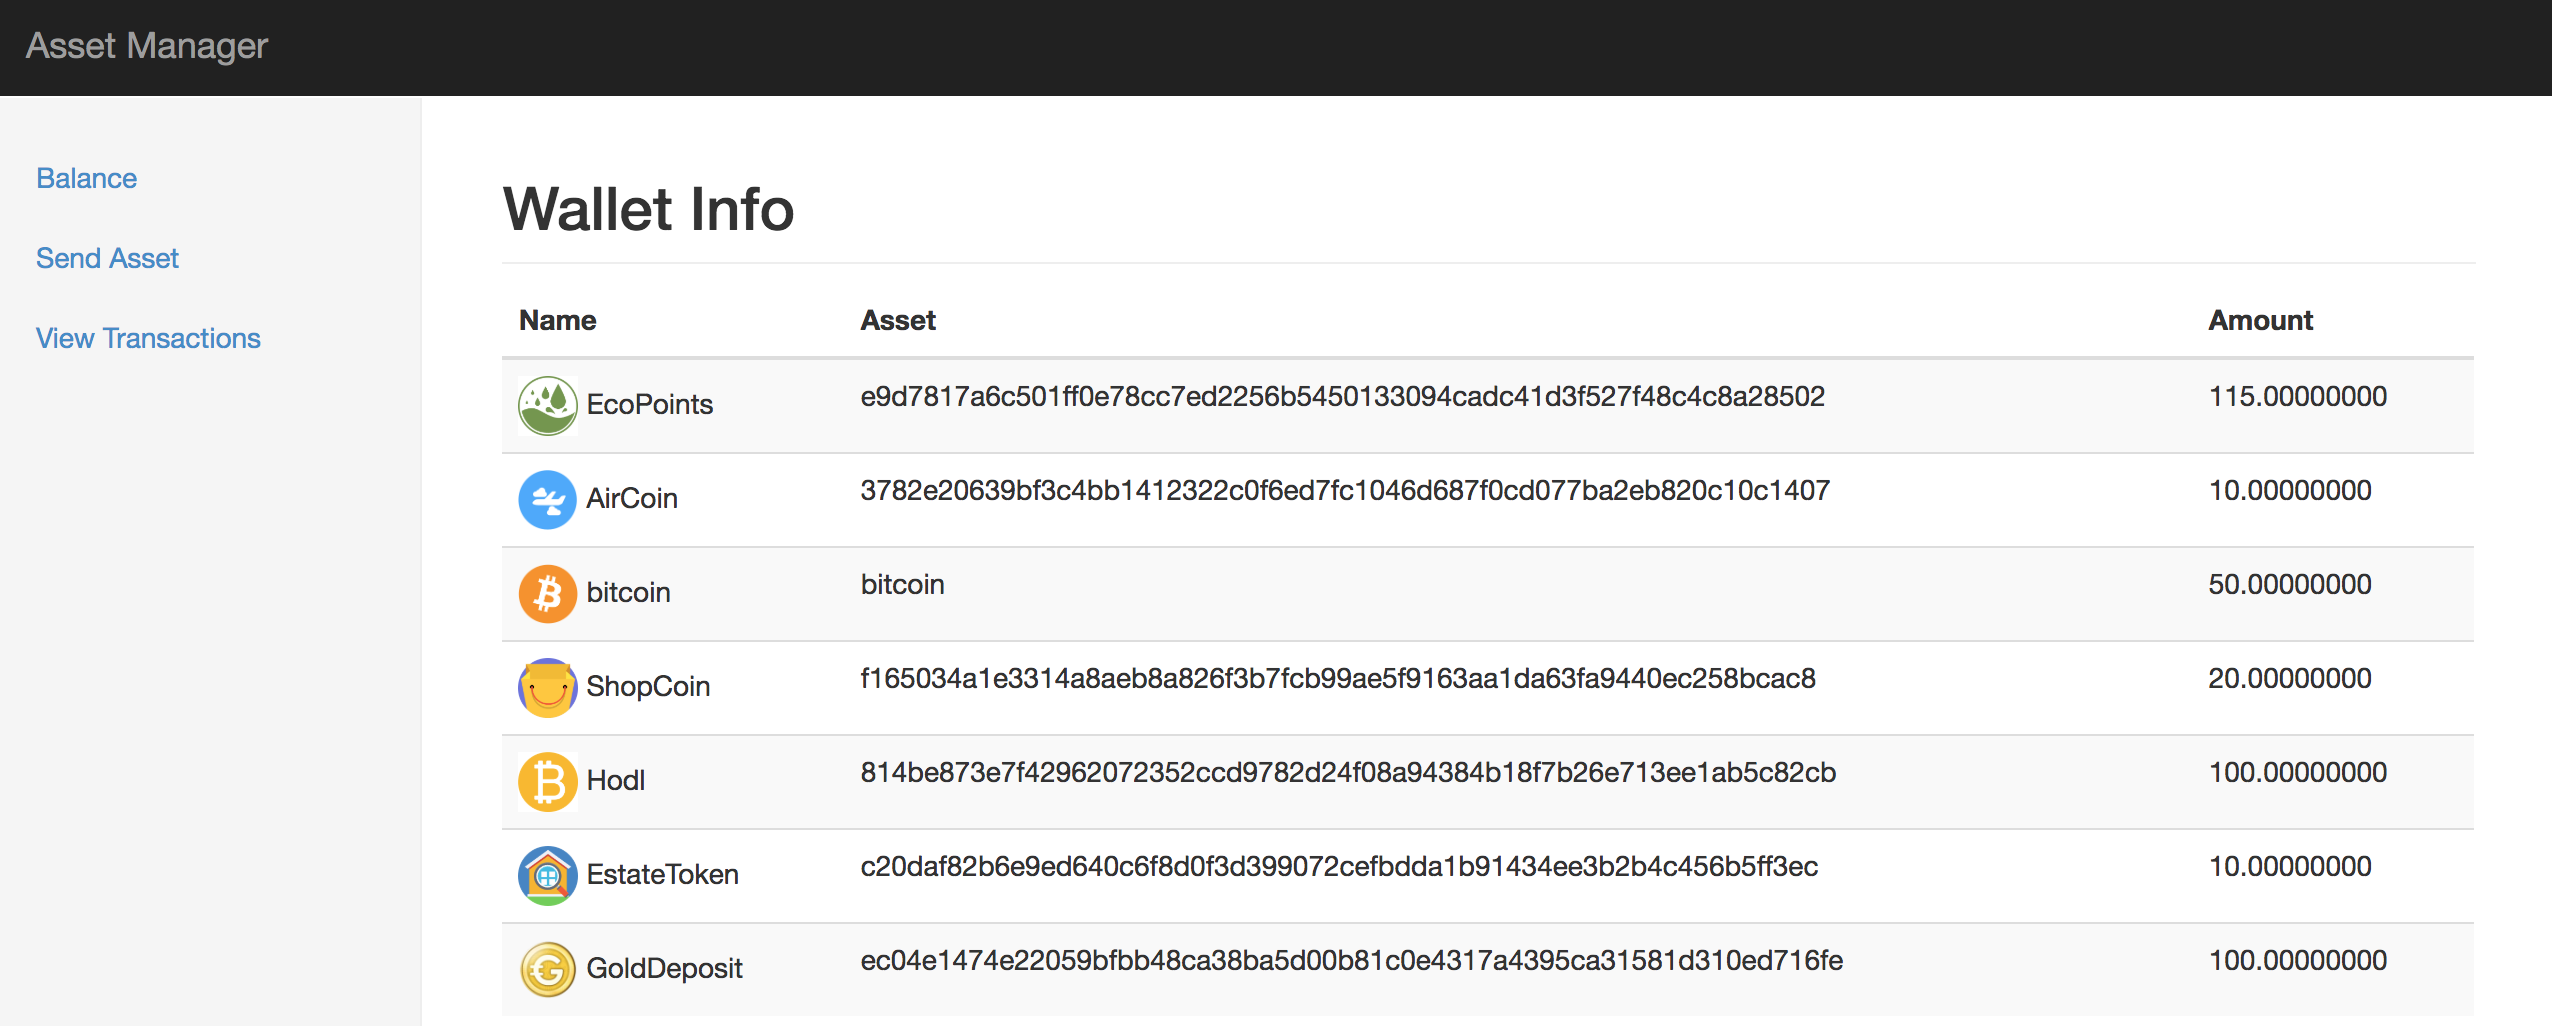 Asset Manager
Balance
Send Asset
View Transactions
Wallet Info
Name Asset Amount
EcoPoints e9d7817a6c501ff0e78cc7ed2256b5450133094cadc41d3f527f48c4c8a28502 115.00000000
AirCoin 3782e20639bf3c4bb1412322c0f6ed7fc1046d687f0cd077ba2eb820c10c1407 10.00000000
bitcoin bitcoin 50.00000000
ShopCoin f165034a1e3314a8aeb8a826f3b7fcb99ae5f9163aa1da63fa9440ec258bcac8 20.00000000
Hodl 814be873e7f42962072352ccd9782d24f08a94384b18f7b26e713ee1ab5c82cb 100.00000000
EstateToken c20daf82b6e9ed640c6f8d0f3d399072cefbdda1b91434ee3b2b4c456b5ff3ec 10.00000000
GoldDeposit ec04e1474e22059bfbb48ca38ba5d00b81c0e4317a4395ca31581d310ed716fe 100.00000000